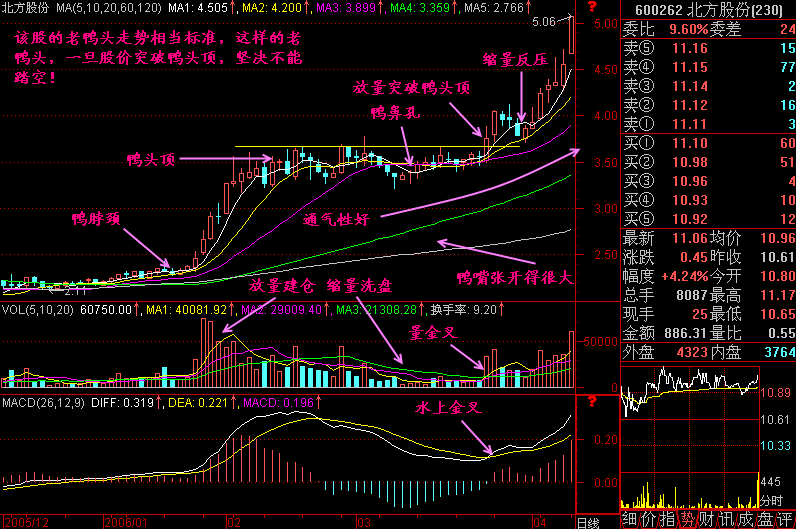 北方股份 MA(5,10,20,60,120) MA1: 4.505↑, MA2: 4.200↑, MA3: 3.899↑, MA4: 3.359↑, MA5: 2.766↑
?
5.06
该股的老鸭头走势相当标准，这样的老
鸭头，一旦股价突破鸭头顶，坚决不能
踏空！
缩量反压
放量突破鸭头顶
鸭鼻孔
鸭头顶
鸭脖颈
通气性好
鸭嘴张开得很大
2.11
5.00
4.50
4.00
3.50
3.00
2.50
放量建仓 缩量洗盘
VOL(5,10,20) 60750.00↑, MA1: 40081.92↑, MA2: 29009.40↑, MA3: 21308.28↑, 换手率: 9.20↑
量金叉
50000
0
MACD(26,12,9) DIFF: 0.319↑, DEA: 0.221↑, MACD: 0.196↑
?
水上金叉
0.20
0.00
2005/12 2006/01 02 03 04 日线
600262 北方股份(230)
委比 9.60% 委差 24
卖⑤ 11.16 15
卖④ 11.15 77
卖③ 11.14 2
卖② 11.12 16
卖① 11.11 3
买① 11.10 60
买② 10.98 51
买③ 10.96 4
买④ 10.93 10
买⑤ 10.92 12
最新 11.06 均价 10.96
涨跌 0.45 昨收 10.61
幅度 +4.24% 今开 10.80
总手 8087 最高 11.17
现手 25 最低 10.65
金额 886.31 量比 0.55
外盘 4323 内盘 3764
10.89
10.61
10.33
445
分时
细价指势财讯成盘评